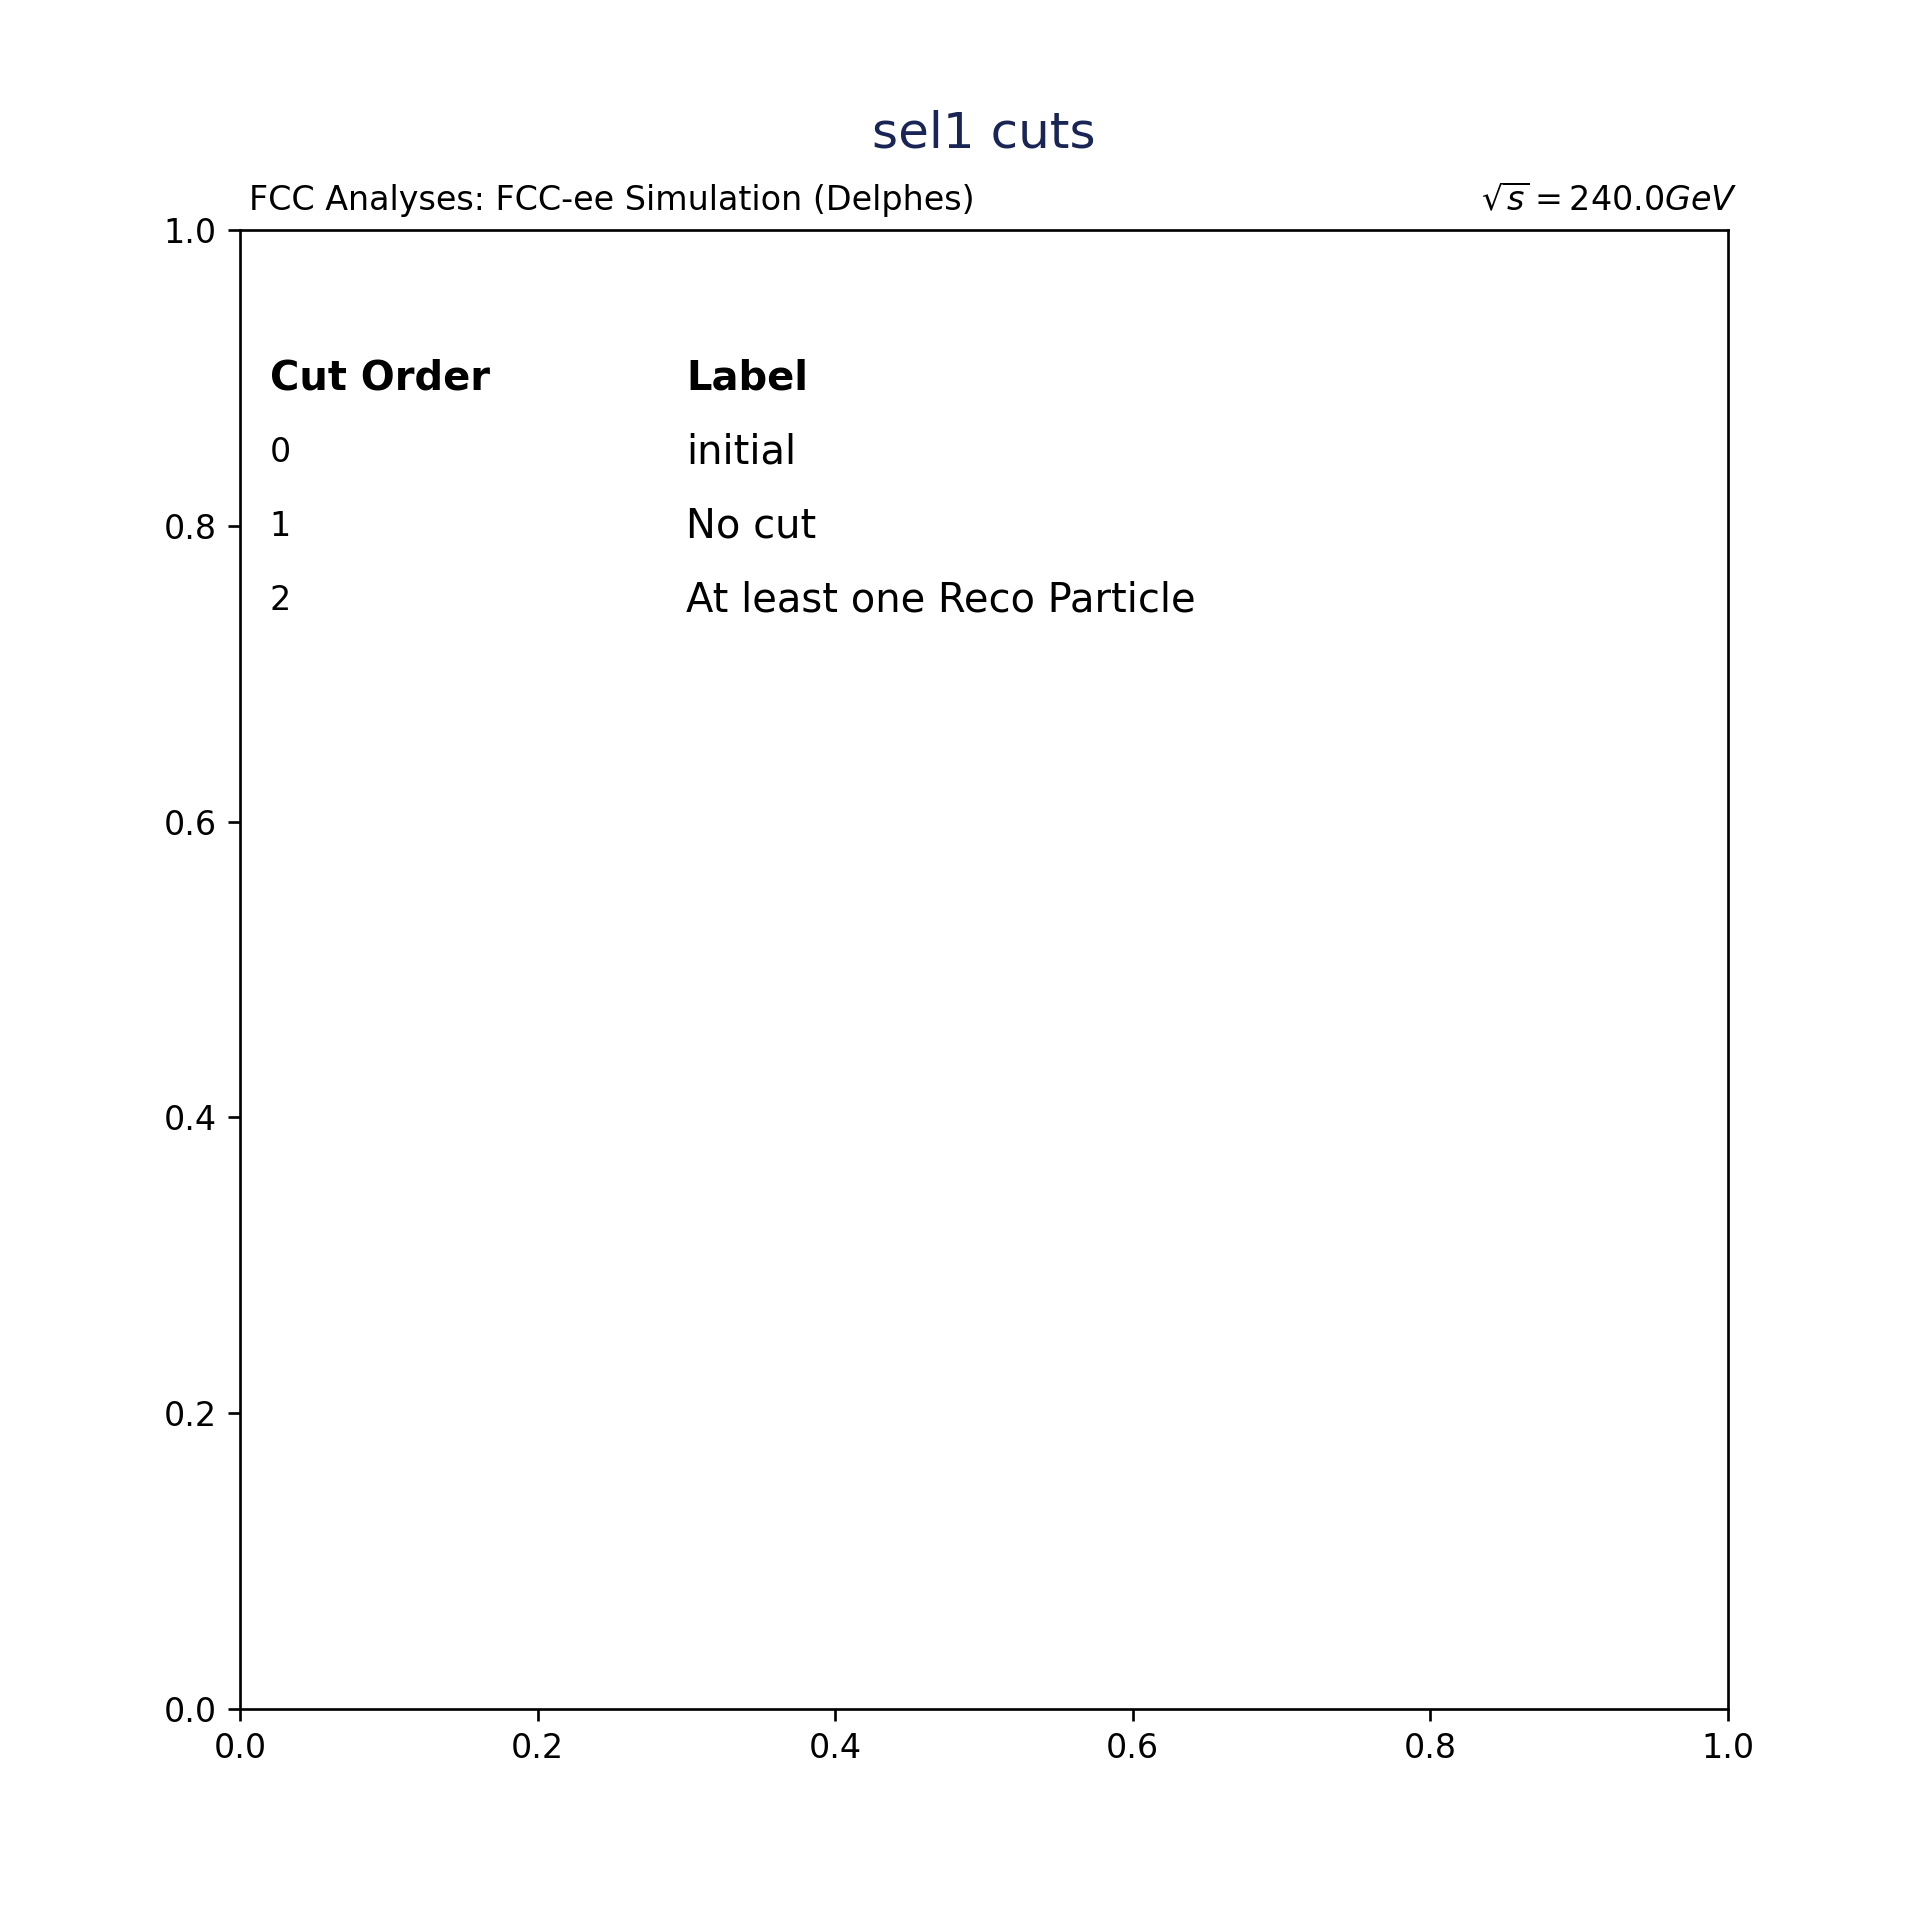 sel1 cuts
FCC Analyses: FCC-ee Simulation (Delphes) √s = 240.0GeV
1.0
Cut Order Label
0 initial
0.8 1 No cut
2 At least one Reco Particle
0.6
0.4
0.2
0.0
0.0 0.2 0.4 0.6 0.8 1.0